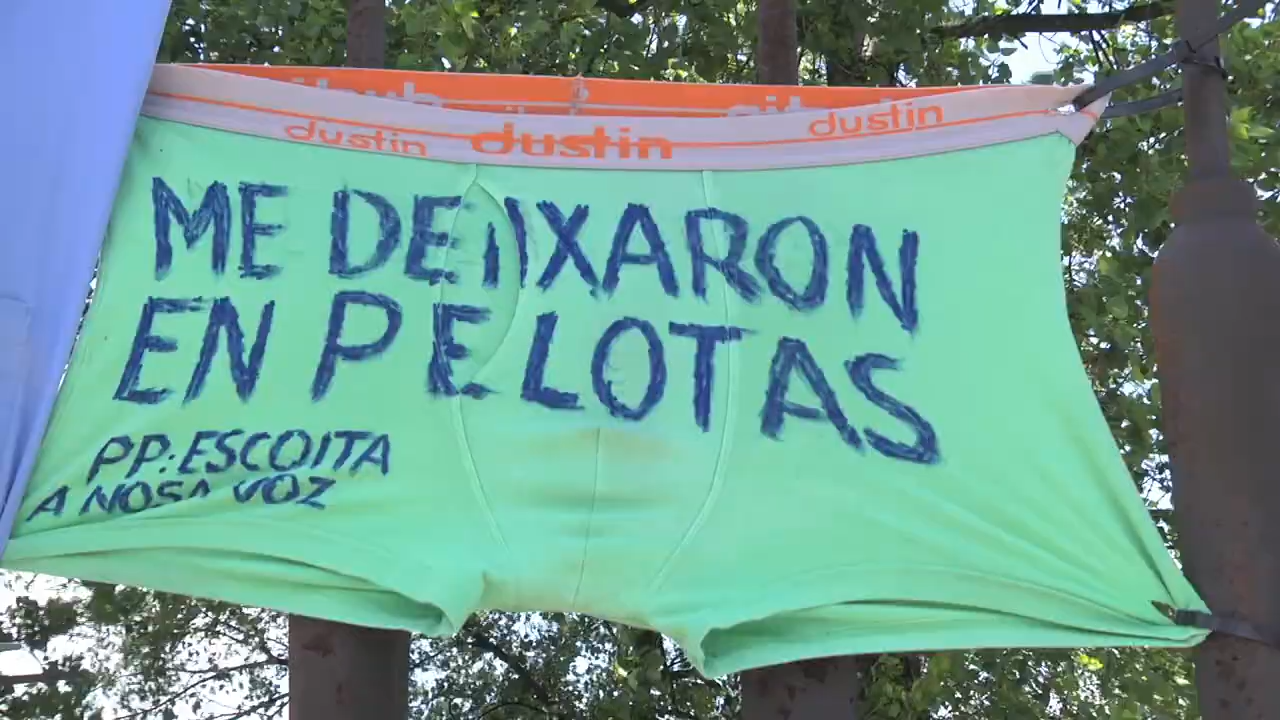 dustin dustin dustin
ME DEIXARON
EN PELOTAS
PP: ESCOITA
A NOSA VOZ